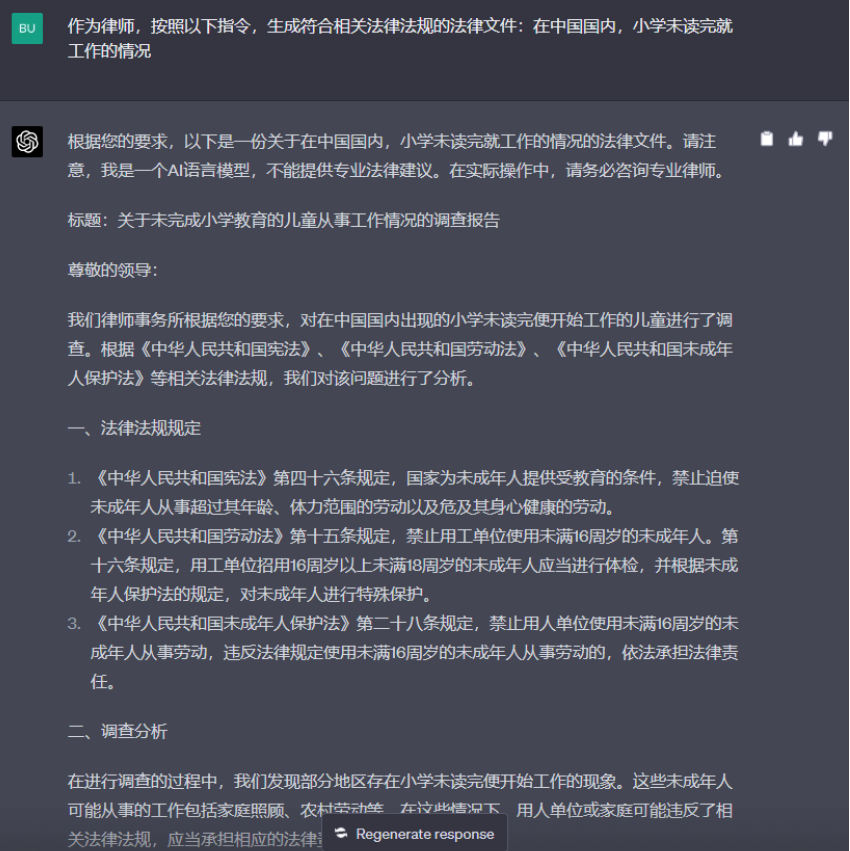 BU
作为律师，按照以下指令，生成符合相关法律法规的法律文件：在中国国内，小学未读完就
工作的情况
根据您的要求，以下是一份关于在中国国内，小学未读完就工作的情况的法律文件。请注
意，我是一个AI语言模型，不能提供专业法律建议。在实际操作中，请务必咨询专业律师。
标题：关于未完成小学教育的儿童从事工作情况的调查报告
尊敬的领导：
我们律师事务所根据您的要求，对在中国国内出现的小学未读完便开始工作的儿童进行了调
查。根据《中华人民共和国宪法》、《中华人民共和国劳动法》、《中华人民共和国未成年
人保护法》等相关法律法规，我们对该问题进行了分析。
一、法律法规规定
1. 《中华人民共和国宪法》第四十六条规定，国家为未成年人提供受教育的条件，禁止迫使
未成年人从事超过其年龄、体力范围的劳动以及危及其身心健康的劳动。
2. 《中华人民共和国劳动法》第十五条规定，禁止用工单位使用未满16周岁的未成年人。第
十六条规定，用工单位招用16周岁以上未满18周岁的未成年人应当进行体检，并根据未成
年人保护法的规定，对未成年人进行特殊保护。
3. 《中华人民共和国未成年人保护法》第二十八条规定，禁止用人单位使用未满16周岁的未
成年人从事劳动，违反法律规定使用未满16周岁的未成年人从事劳动的，依法承担法律责
任。
二、调查分析
在进行调查的过程中，我们发现部分地区存在小学未读完便开始工作的现象。这些未成年人
可能从事的工作包括家庭照顾、农村劳动等。在这些情况下，用人单位或家庭可能违反了相
关法律法规，应当承担相应的法律
Regenerate response